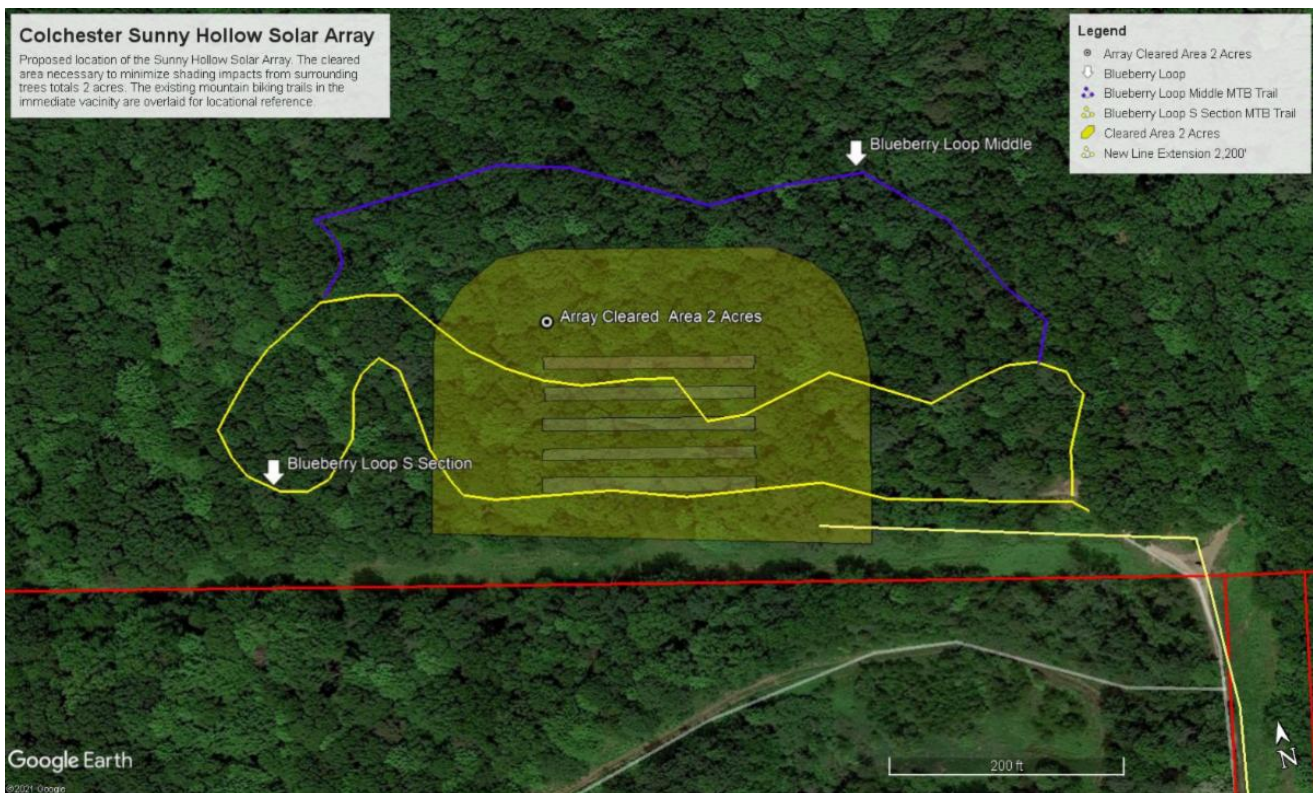 Colchester Sunny Hollow Solar Array
Proposed location of the Sunny Hollow Solar Array. The cleared
area necessary to minimize shading impacts from surrounding
trees totals 2 acres. The existing mountain biking trails in the
immediate vacinity are overlaid for locational reference.
Legend
Array Cleared Area 2 Acres
Blueberry Loop
Blueberry Loop Middle MTB Trail
Blueberry Loop S Section MTB Trail
Cleared Area 2 Acres
New Line Extension 2,200'
Blueberry Loop Middle
Array Cleared Area 2 Acres
Blueberry Loop S Section
Google Earth
©2021 Google
200 ft
N